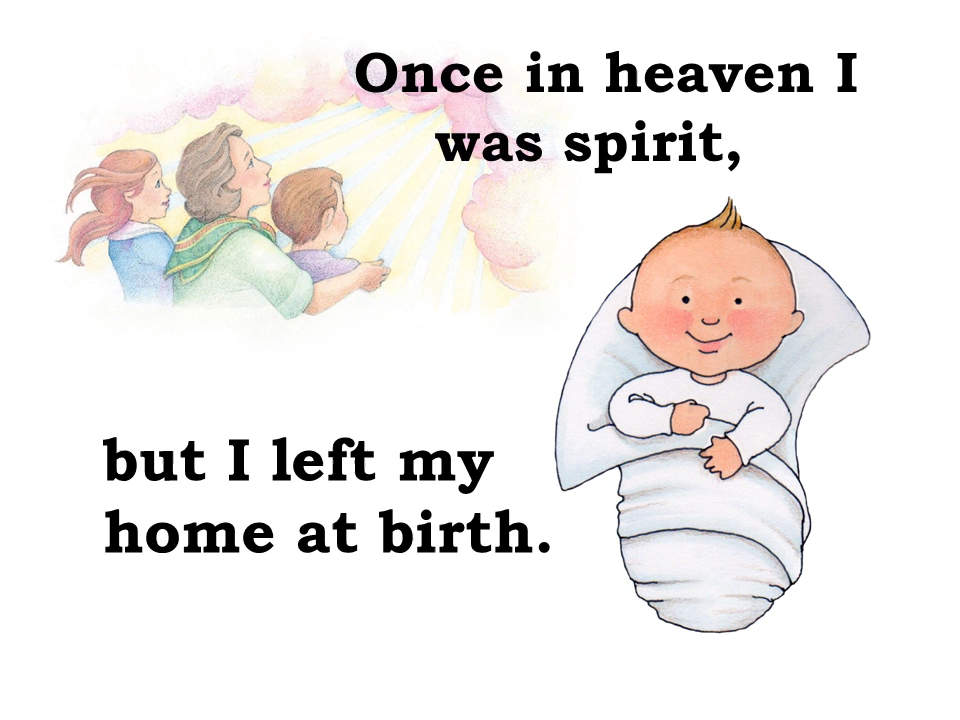 Once in heaven I
was spirit,
but I left my
home at birth.